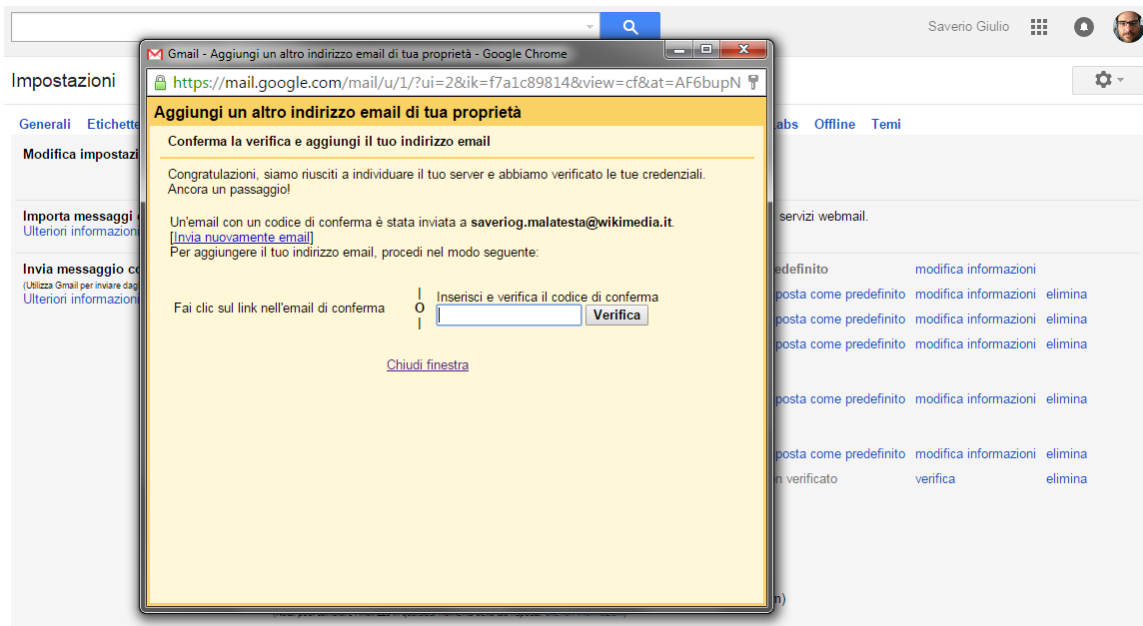 Saverio Giulio
Gmail - Aggiungi un altro indirizzo email di tua proprietà - Google Chrome
https://mail.google.com/mail/u/1/?ui=2&ik=f7a1c89814&view=cf&at=AF6bupN
Impostazioni
Aggiungi un altro indirizzo email di tua proprietà
Generali Etichette
abs Offline Temi
Conferma la verifica e aggiungi il tuo indirizzo email
Modifica impostazi
Congratulazioni, siamo riusciti a individuare il tuo server e abbiamo verificato le tue credenziali.
Ancora un passaggio!
Importa messaggi
servizi webmail.
Ulteriori informazioni
Un'email con un codice di conferma è stata inviata a saveriog.malatesta@wikimedia.it.
[Invia nuovamente email]
Per aggiungere il tuo indirizzo email, procedi nel modo seguente:
Invia messaggio co
(Utilizza Gmail per inviare dag
Ulteriori informazioni
Fai clic sul link nell'email di conferma
| O |
Inserisci e verifica il codice di conferma
Verifica
Chiudi finestra
edefinito modifica informazioni
posta come predefinito modifica informazioni elimina
posta come predefinito modifica informazioni elimina
posta come predefinito modifica informazioni elimina
posta come predefinito modifica informazioni elimina
posta come predefinito modifica informazioni elimina
n verificato verifica elimina
n)